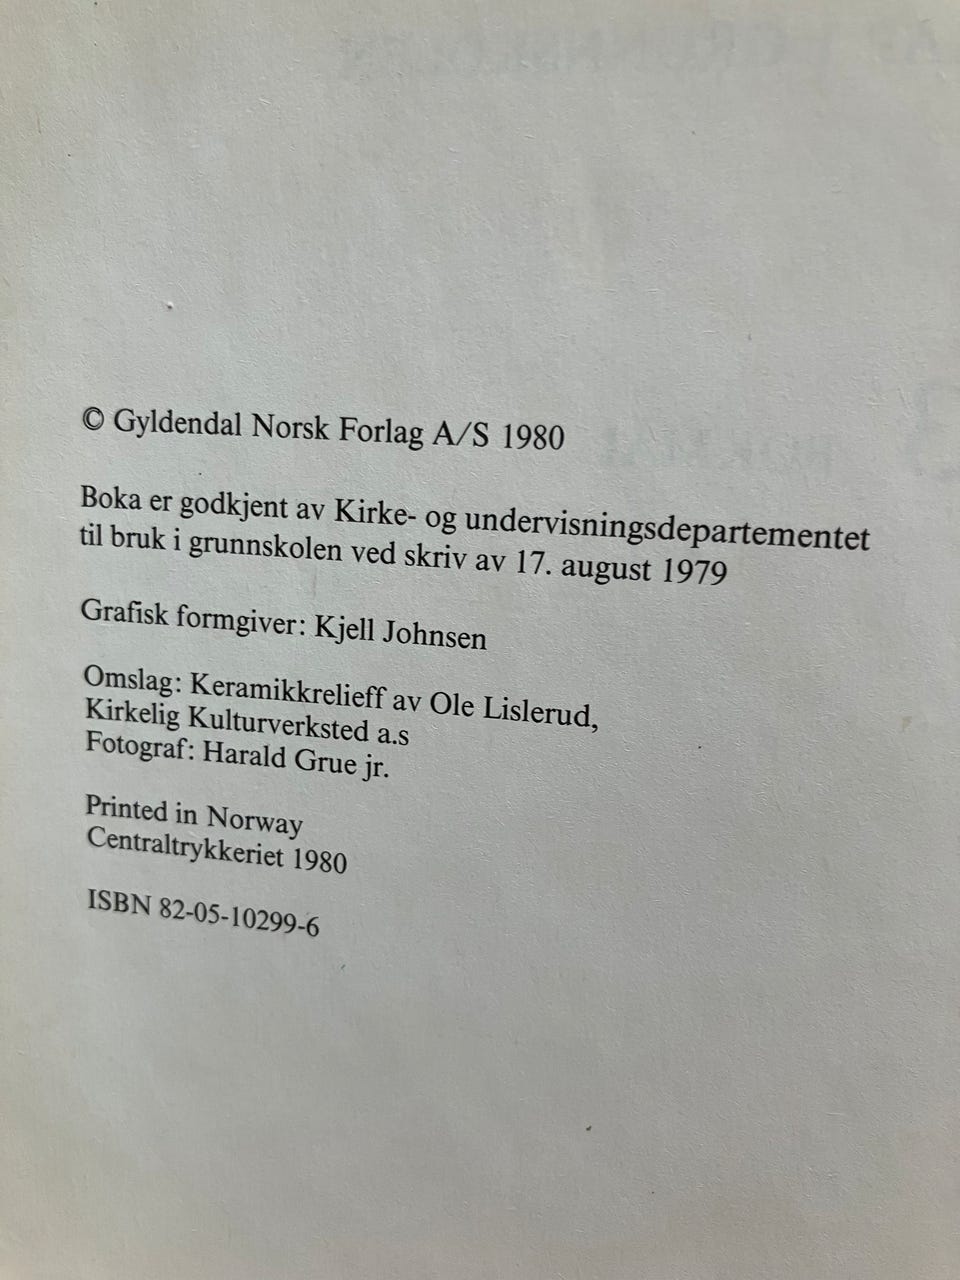 © Gyldendal Norsk Forlag A/S 1980
Boka er godkjent av Kirke- og undervisningsdepartementet
til bruk i grunnskolen ved skriv av 17. august 1979
Grafisk formgiver: Kjell Johnsen
Omslag: Keramikkrelieff av Ole Lislerud,
Kirkelig Kulturverksted a.s
Fotograf: Harald Grue jr.
Printed in Norway
Centraltrykkeriet 1980
ISBN 82-05-10299-6